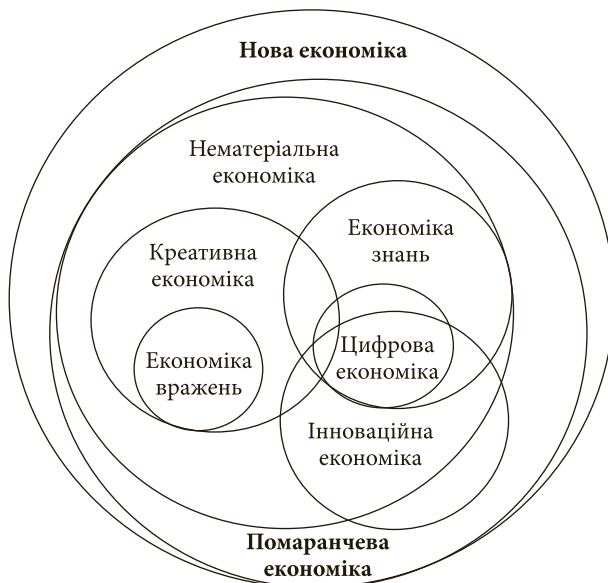 Нова економіка
Нематеріальна
економіка
Економіка
знань
Креативна
економіка
Цифрова
економіка
Економіка
вражень
Інноваційна
економіка
Помаранчева
економіка